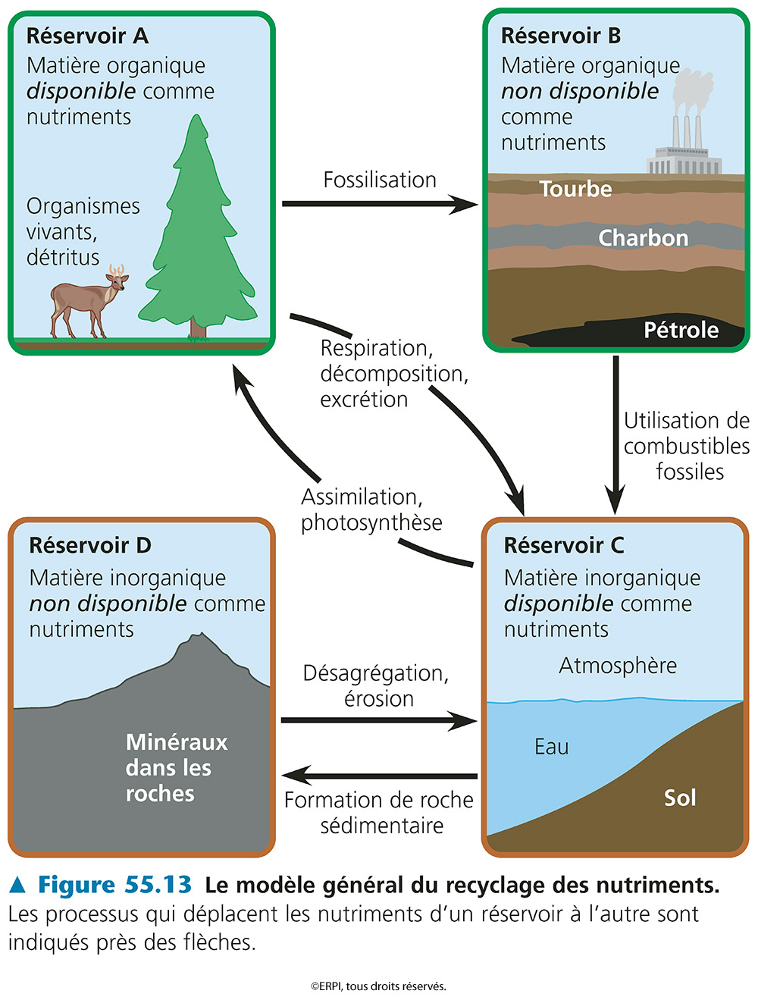 Réservoir A
Matière organique
disponible comme
nutriments
Organismes
vivants,
détritus
Fossilisation
Réservoir B
Matière organique
non disponible
comme
nutriments
Tourbe
Charbon
Pétrole
Respiration,
décomposition,
excrétion
Utilisation de
combustibles
fossiles
Assimilation,
photosynthèse
Réservoir D
Matière inorganique
non disponible comme
nutriments
Minéraux
dans les
roches
Désagrégation,
érosion
Formation de roche
sédimentaire
Réservoir C
Matière inorganique
disponible comme
nutriments
Atmosphère
Eau
Sol
▲ Figure 55.13 Le modèle général du recyclage des nutriments.
Les processus qui déplacent les nutriments d’un réservoir à l’autre sont
indiqués près des flèches.
©ERPI, tous droits réservés.